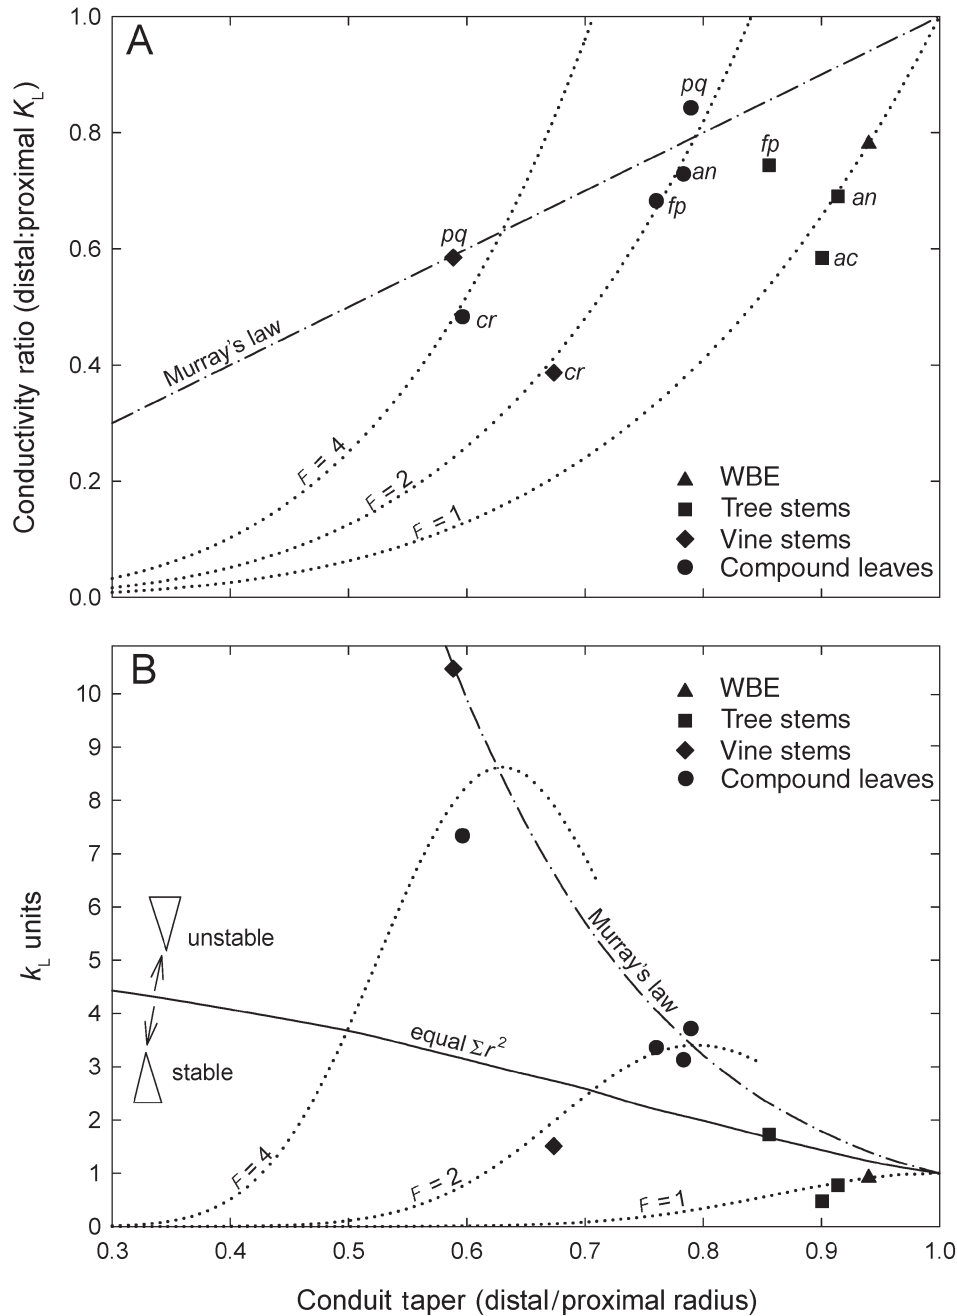 A
Conductivity ratio (distal:proximal K_L)
1.0
0.8
0.6
0.4
0.2
0.0
pq
cr
pq
an
fp
cr
fp
an
ac
Murray's law
F = 4
F = 2
F = 1
WBE
Tree stems
Vine stems
Compound leaves
B
k_L units
10
9
8
7
6
5
4
3
2
1
0
WBE
Tree stems
Vine stems
Compound leaves
unstable
stable
equal Σr²
Murray's law
F = 4
F = 2
F = 1
0.3 0.4 0.5 0.6 0.7 0.8 0.9 1.0
Conduit taper (distal/proximal radius)